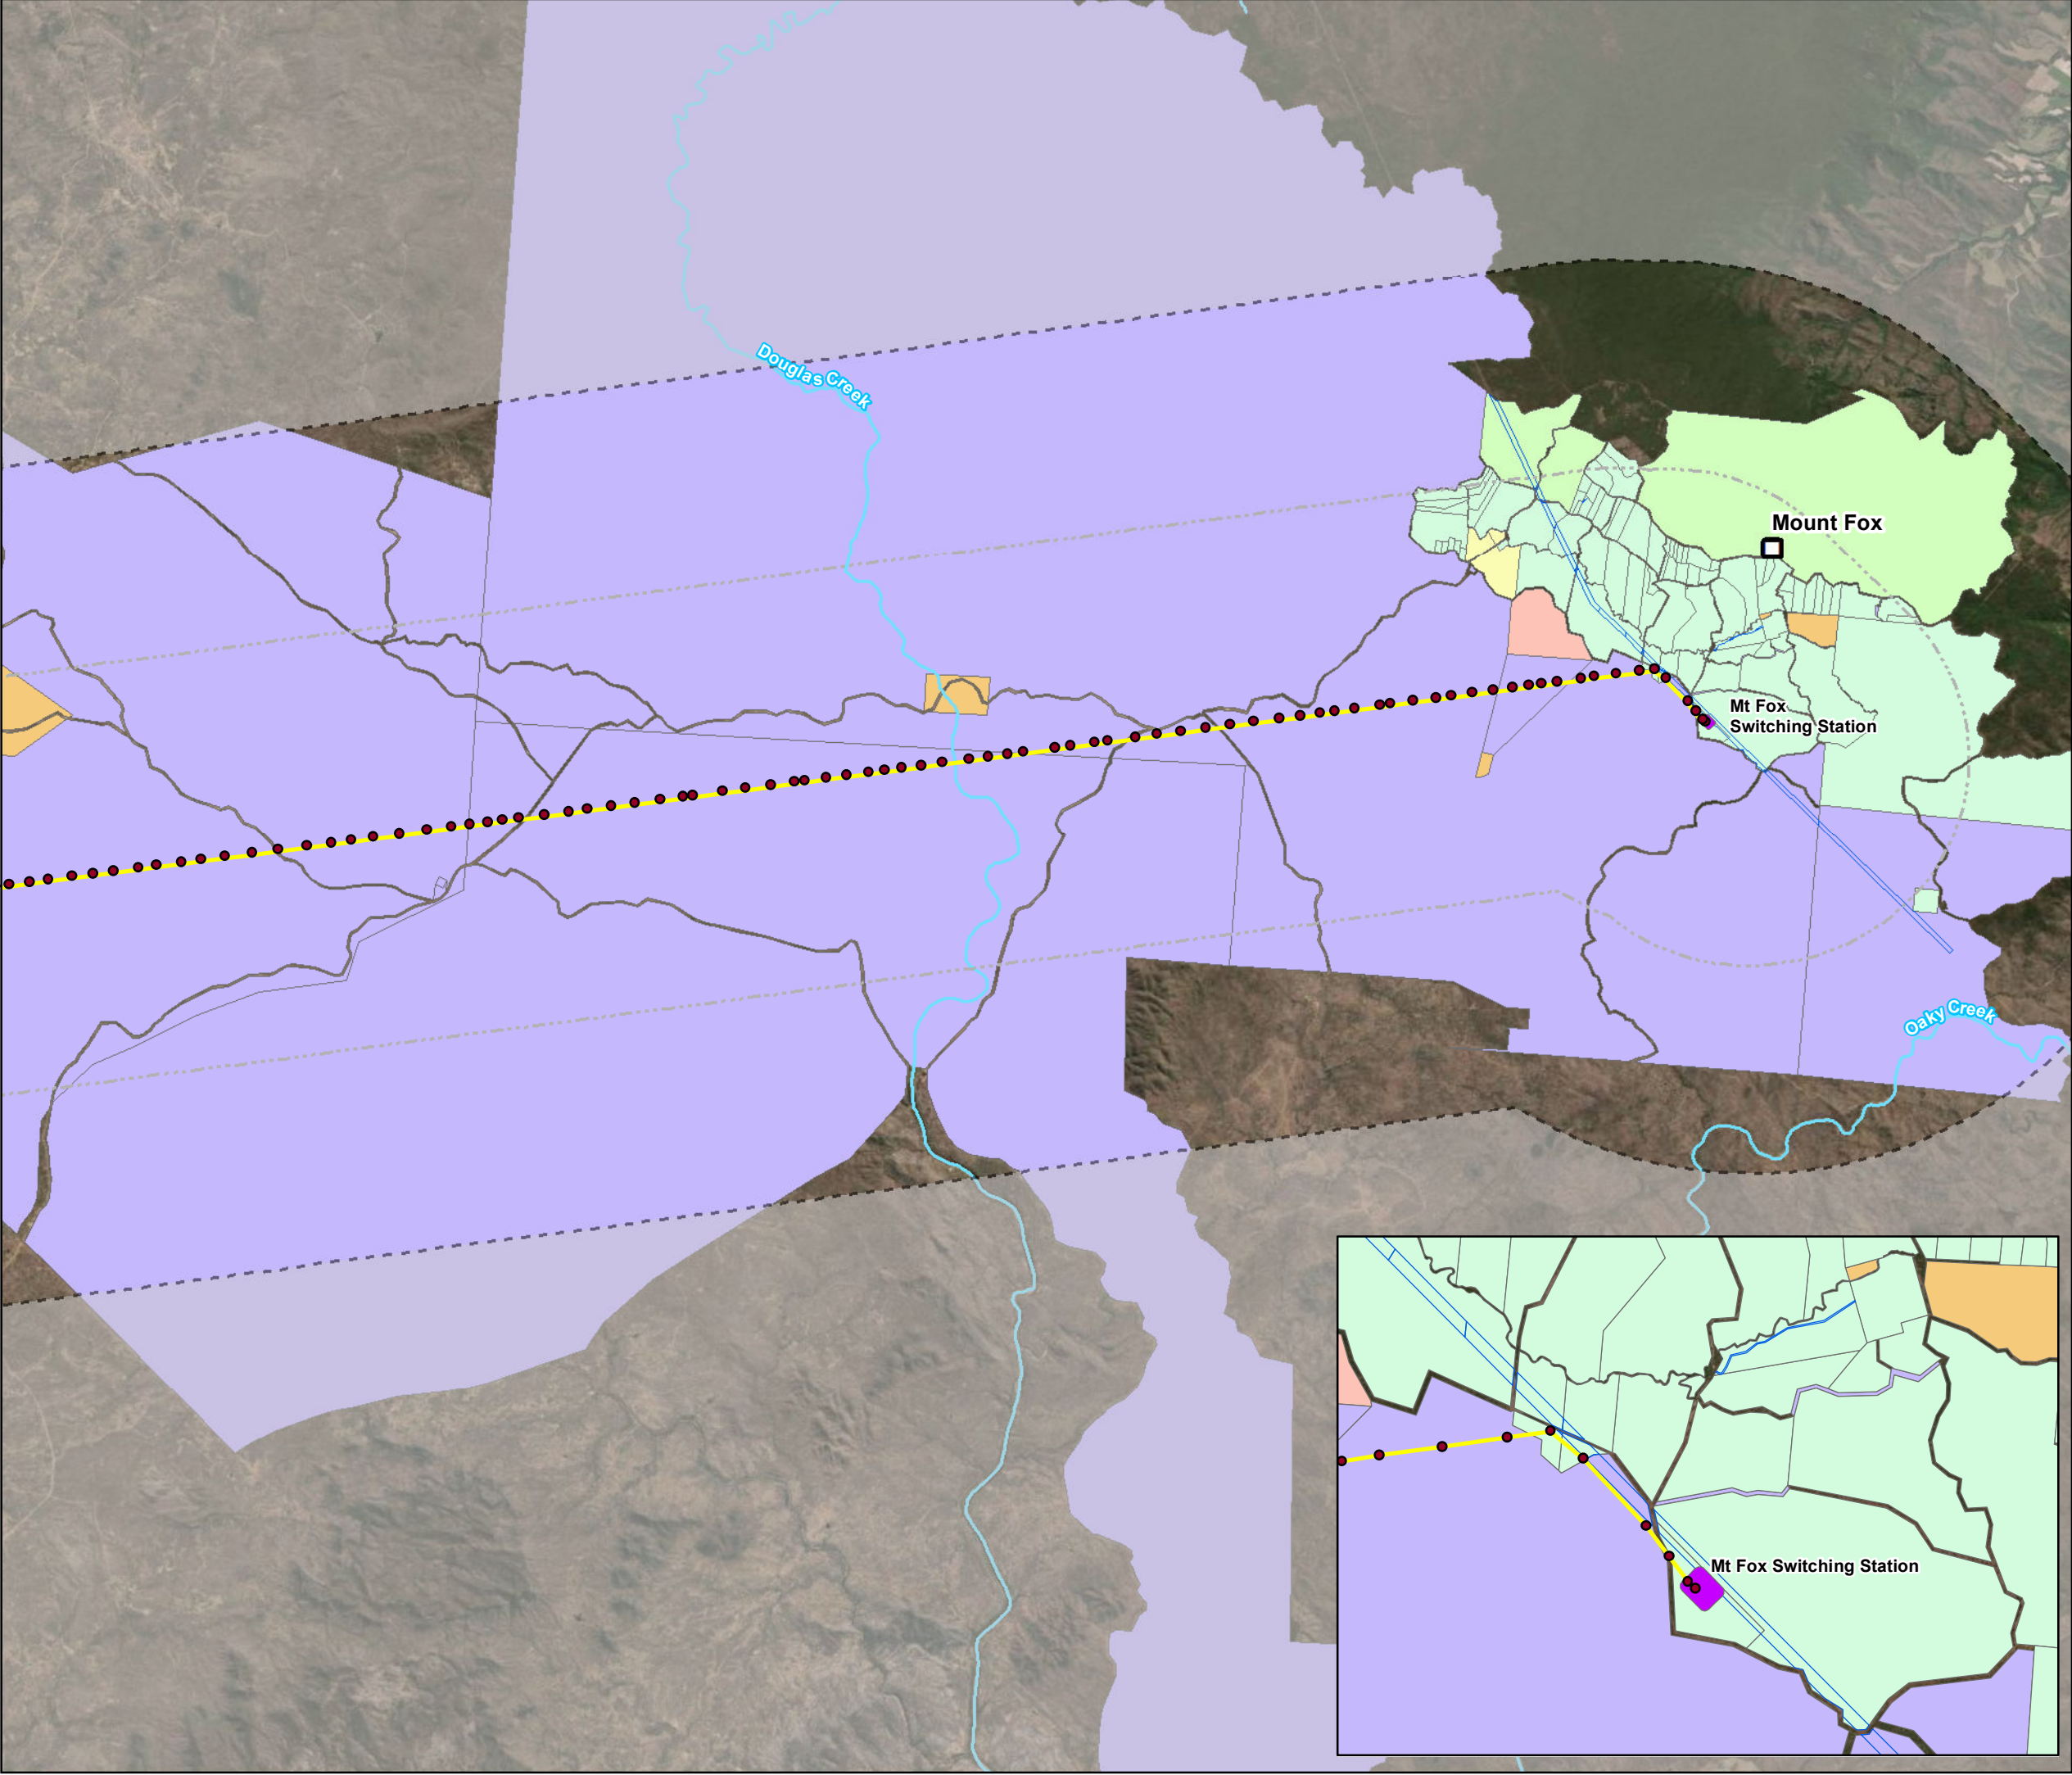 Douglas Creek
Mount Fox
Mt Fox
Switching Station
Oaky Creek
Mt Fox Switching Station